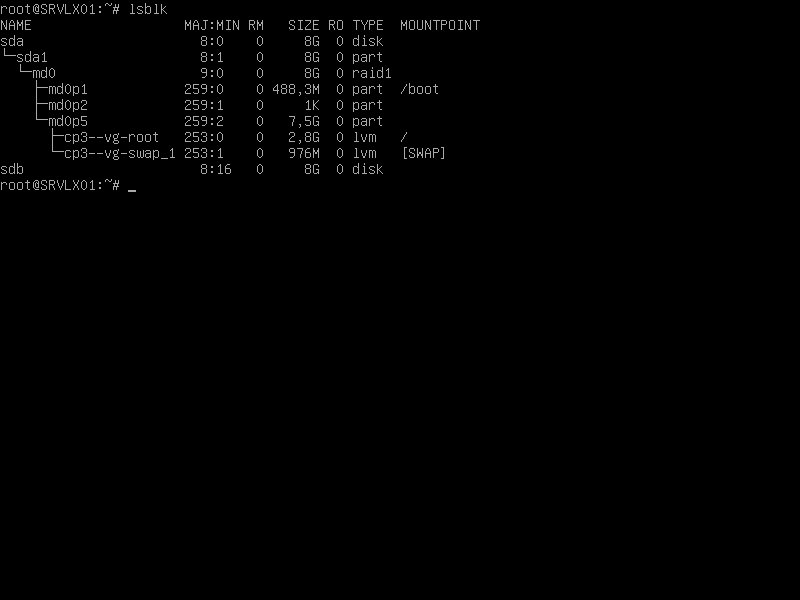 root@SRVLX01:~# lsblk
NAME                   MAJ:MIN RM   SIZE RO TYPE  MOUNTPOINT
sda                      8:0    0     8G  0 disk
└─sda1                   8:1    0     8G  0 part
  └─md0                  9:0    0     8G  0 raid1
    ├─md0p1            259:0    0 488,3M  0 part  /boot
    ├─md0p2            259:1    0     1K  0 part
    └─md0p5            259:2    0   7,5G  0 part
      ├─cp3--vg-root   253:0    0   2,8G  0 lvm   /
      └─cp3--vg-swap_1 253:1    0   976M  0 lvm   [SWAP]
sdb                      8:16   0     8G  0 disk
root@SRVLX01:~# _